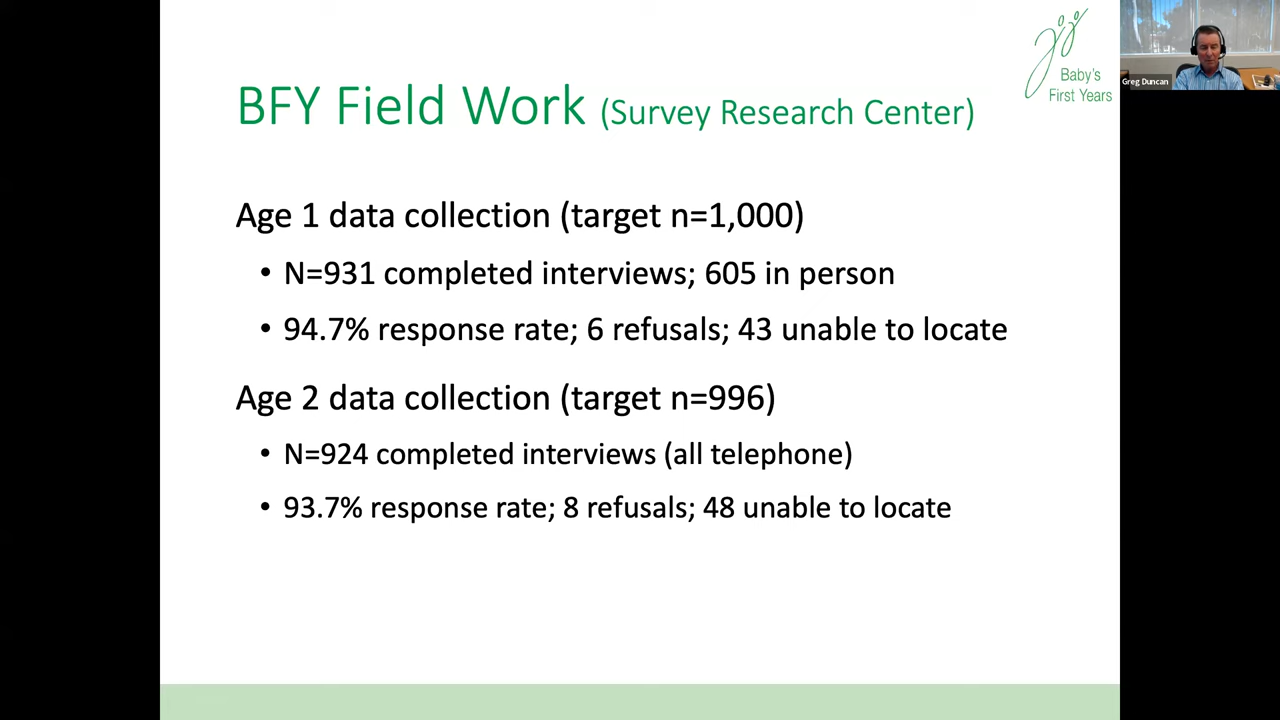 BFY Field Work (Survey Research Center)
Baby's
First Years
Greg Duncan
Age 1 data collection (target n=1,000)
• N=931 completed interviews; 605 in person
• 94.7% response rate; 6 refusals; 43 unable to locate
Age 2 data collection (target n=996)
• N=924 completed interviews (all telephone)
• 93.7% response rate; 8 refusals; 48 unable to locate